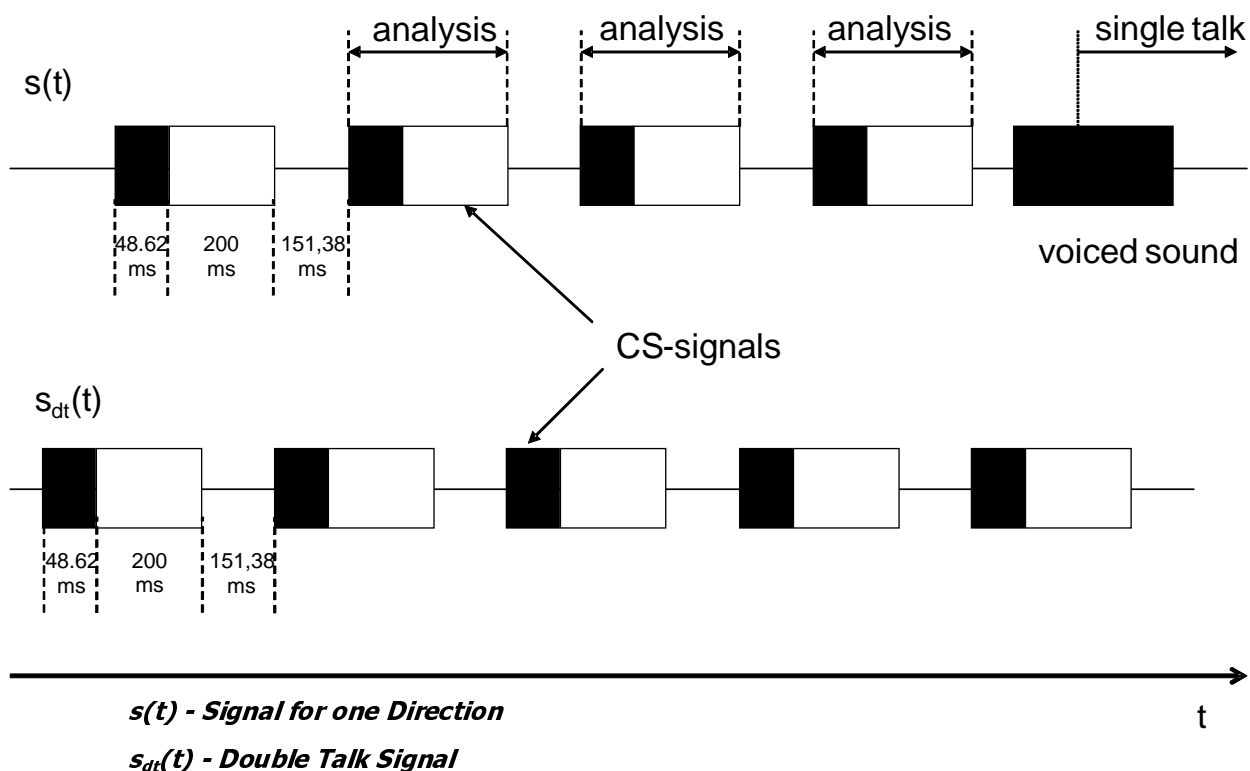 analysis analysis analysis single talk
s(t)
48.62 200 151,38
ms ms ms
voiced sound
CS-signals
sdt(t)
48.62 200 151,38
ms ms ms
s(t) - Signal for one Direction
t
sdt(t) - Double Talk Signal